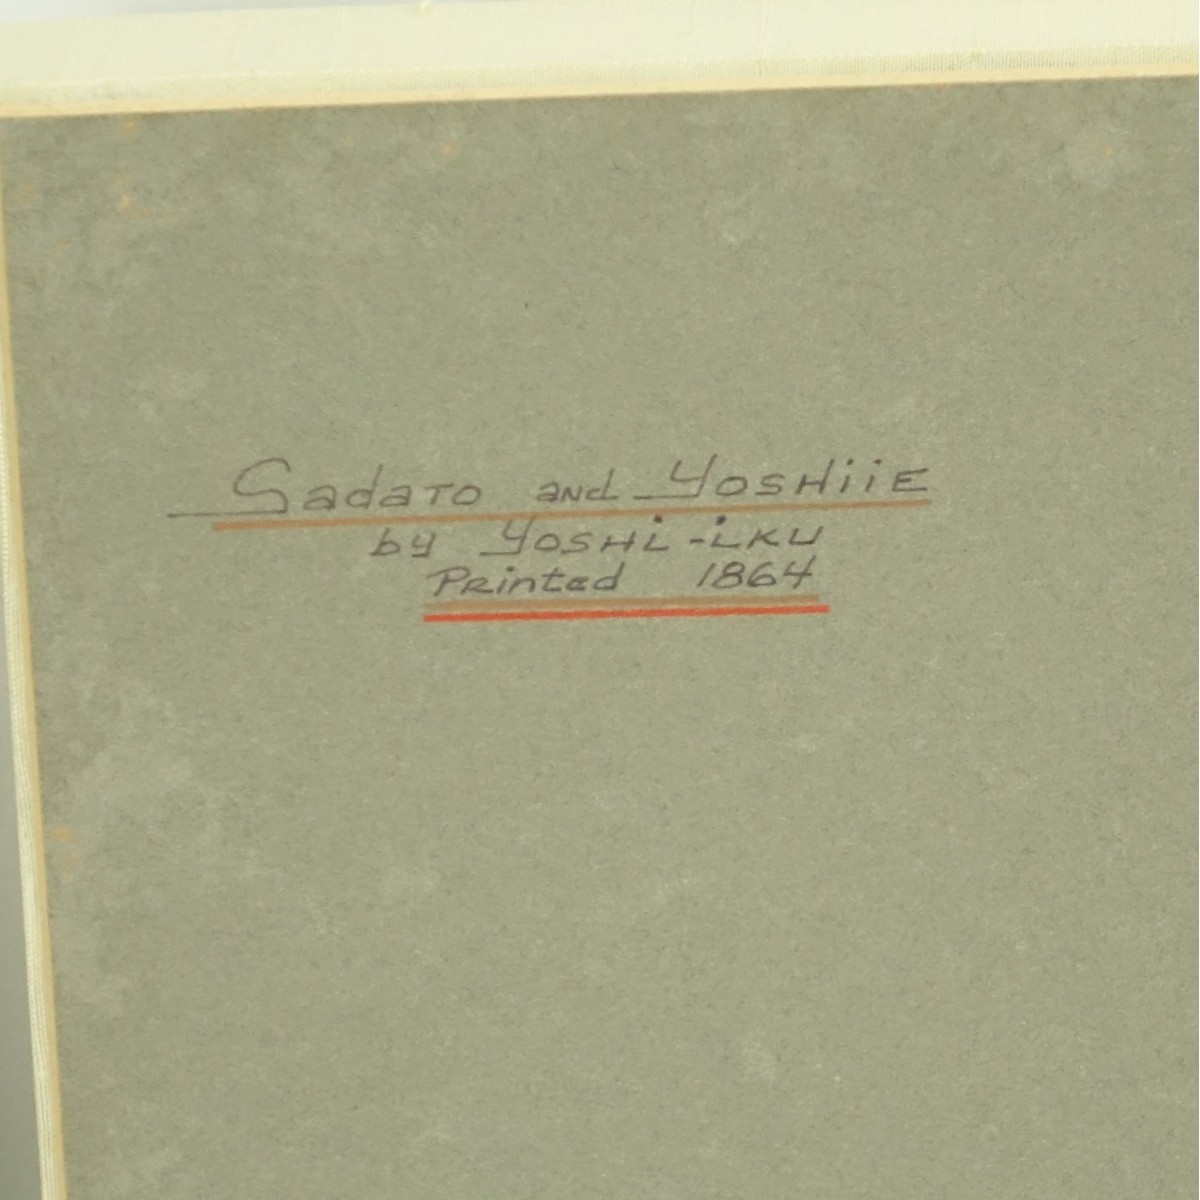 Sadato and Yoshiie
by Yoshi-iku
Printed 1864